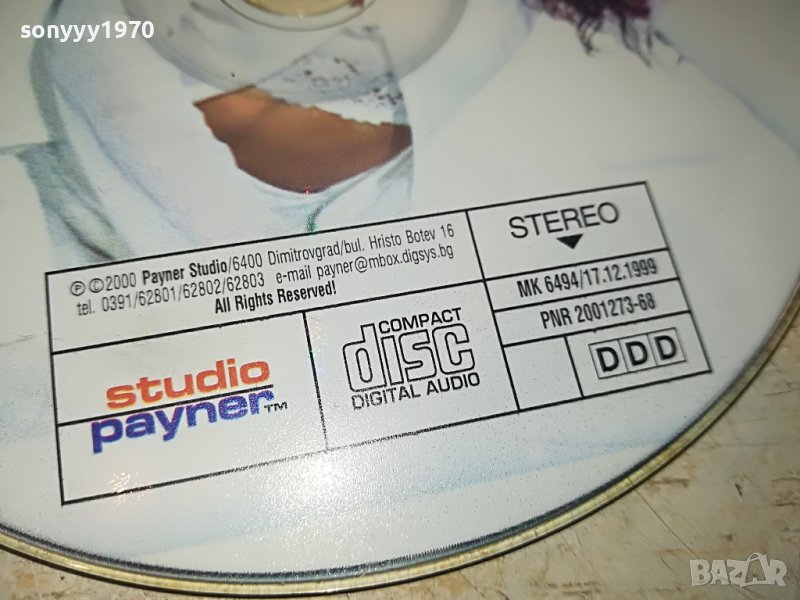 sonyyy1970
℗©2000 Payner Studio/6400 Dimitrovgrad/bul. Hristo Botev 16
tel. 0391/62801/62802/62803 e-mail payner@mbox.digsys.bg
All Rights Reserved!
STEREO
MK 6494/17.12.1999
PNR 2001273-68
DDD
studio
payner™
COMPACT
disc
DIGITAL AUDIO
BAZAR